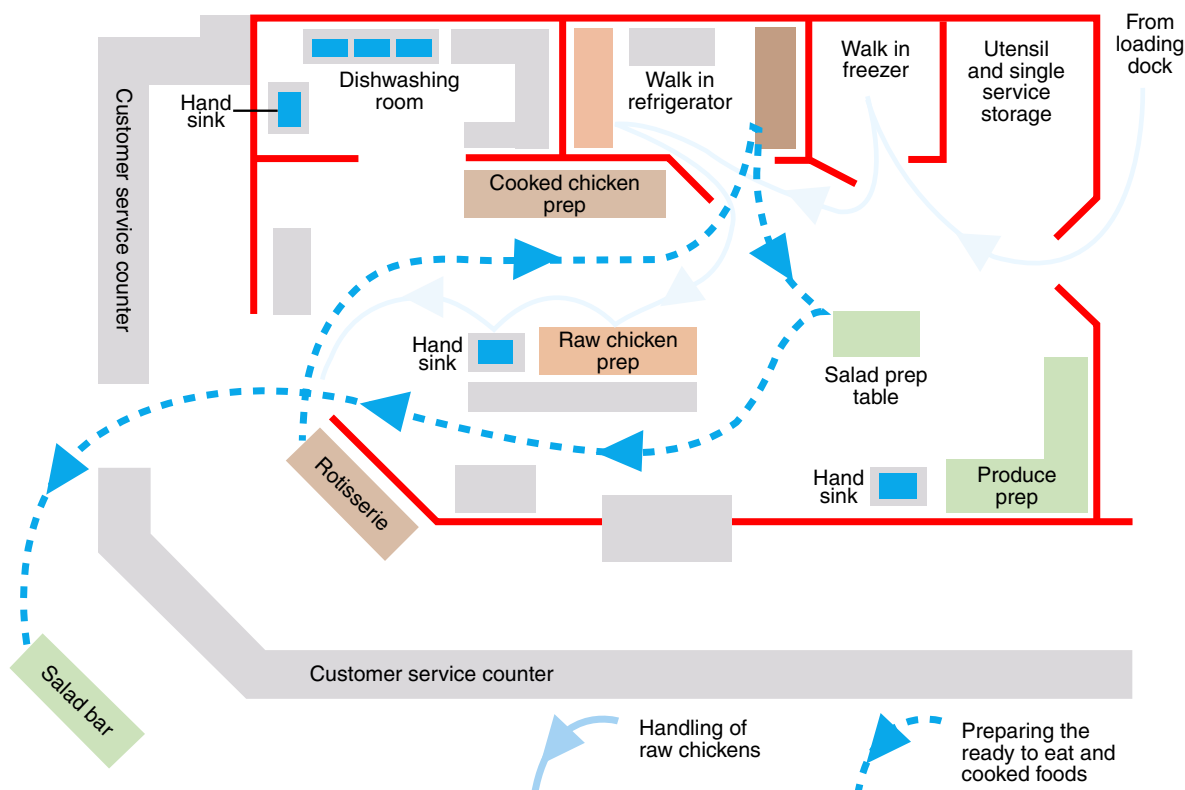 From
loading
dock
Walk in
freezer
Utensil
and single
service
storage
Walk in
refrigerator
Dishwashing
room
Hand
sink
Customer service counter
Cooked chicken
prep
Hand
sink
Raw chicken
prep
Salad prep
table
Rotisserie
Hand
sink
Produce
prep
Salad bar
Customer service counter
Handling of
raw chickens
Preparing the
ready to eat and
cooked foods